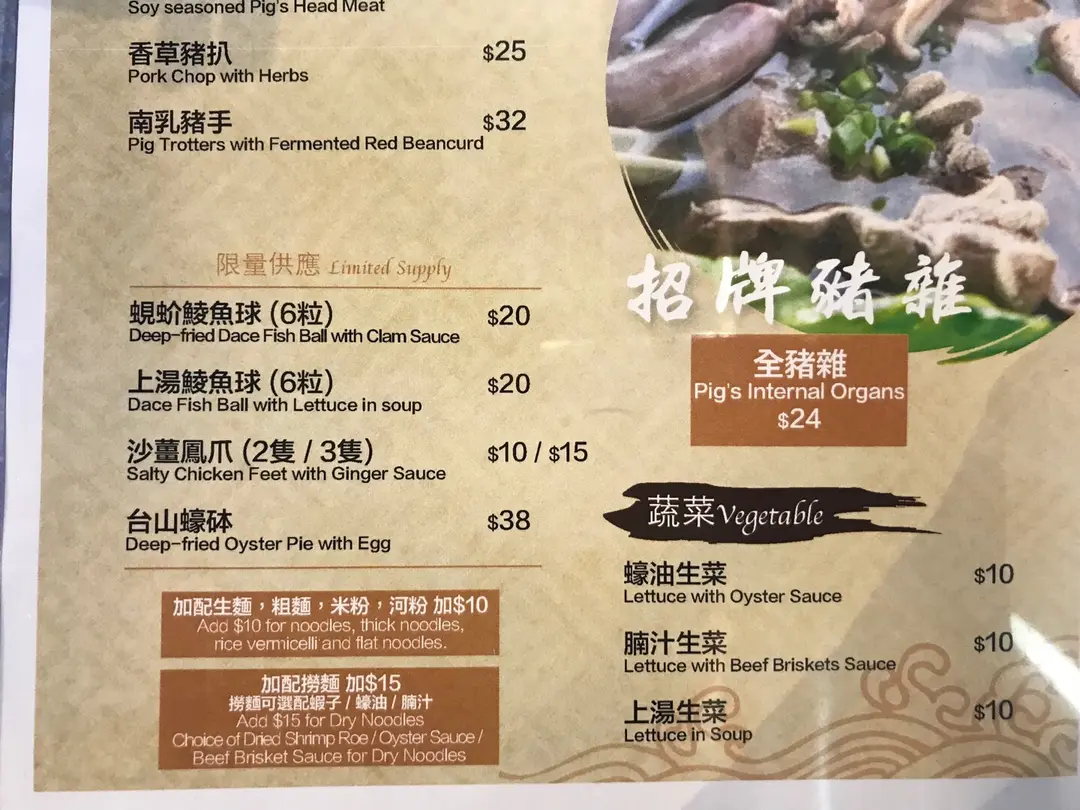 Soy seasoned Pig's Head Meat
香草豬扒 $25
Pork Chop with Herbs
南乳豬手 $32
Pig Trotters with Fermented Red Beancurd
限量供應 Limited Supply
蜆蚧鯪魚球 (6粒) $20
Deep-fried Dace Fish Ball with Clam Sauce
上湯鯪魚球 (6粒) $20
Dace Fish Ball with Lettuce in soup
沙薑鳳爪 (2隻 / 3隻) $10 / $15
Salty Chicken Feet with Ginger Sauce
台山蠔砵 $38
Deep-fried Oyster Pie with Egg
加配生麵，粗麵，米粉，河粉 加$10
Add $10 for noodles, thick noodles,
rice vermicelli and flat noodles.
加配撈麵 加$15
撈麵可選配蝦子 / 蠔油 / 腩汁
Add $15 for Dry Noodles
Choice of Dried Shrimp Roe / Oyster Sauce /
Beef Brisket Sauce for Dry Noodles
招牌豬雜
全豬雜
Pig's Internal Organs
$24
蔬菜 Vegetable
蠔油生菜 $10
Lettuce with Oyster Sauce
腩汁生菜 $10
Lettuce with Beef Briskets Sauce
上湯生菜 $10
Lettuce in Soup